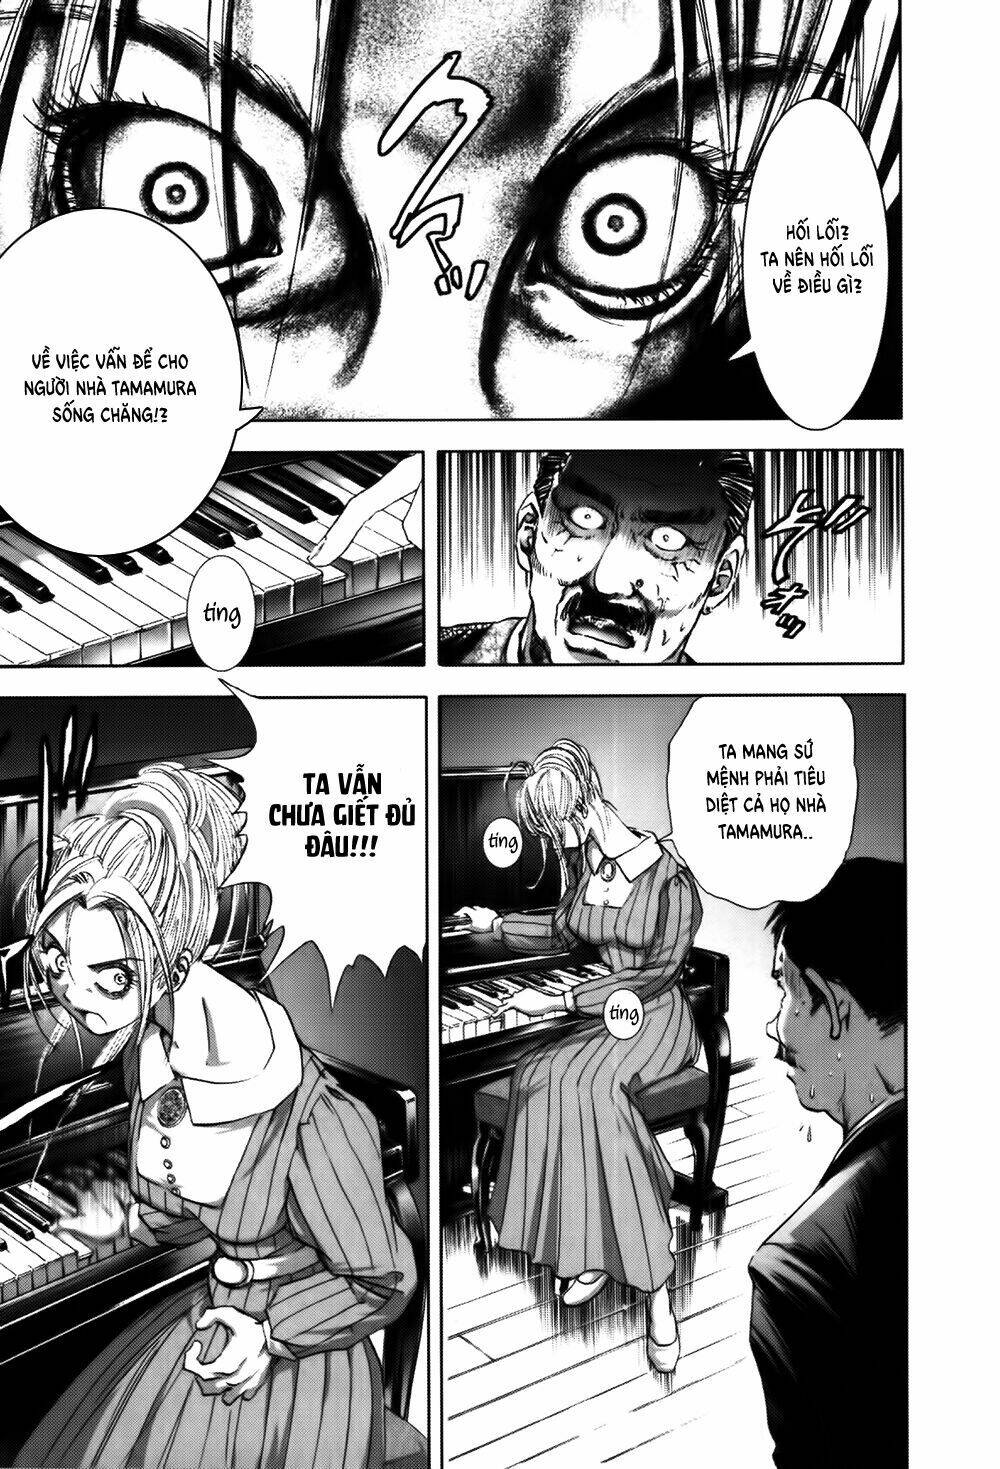 HỐI LỖI?
TA NÊN HỐI LỖI
VỀ ĐIỀU GÌ?
VỀ VIỆC VẪN ĐỂ CHO
NGƯỜI NHÀ TAMAMURA
SỐNG CHĂNG!?
ting
TA MANG SỨ
MỆNH PHẢI TIÊU
DIỆT CẢ HỌ NHÀ
TAMAMURA..
ting
ting
TA VẪN
CHƯA GIẾT ĐỦ
ĐÂU!!!